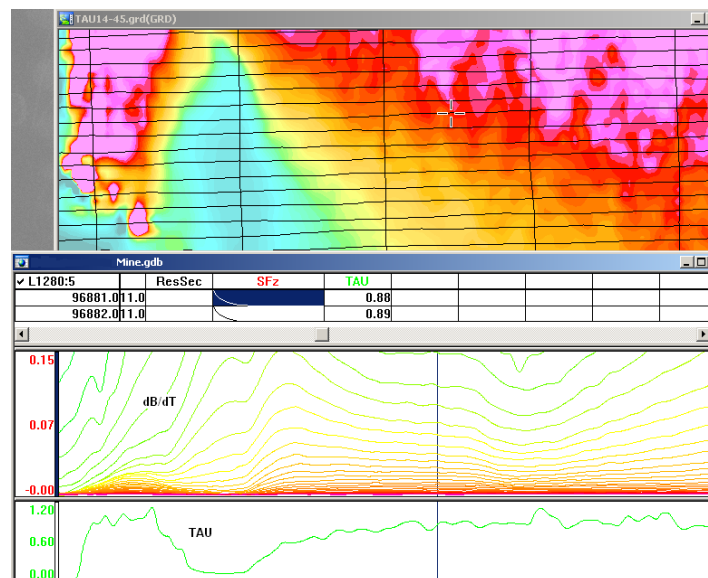 TAU14-45.grd(GRD)
Mine.gdb
L1280:5 ResSec SFz TAU
96881.0 11.0 0.88
96882.0 11.0 0.89
0.15
dB/dT
0.07
-0.00
1.20
TAU
0.60
0.00